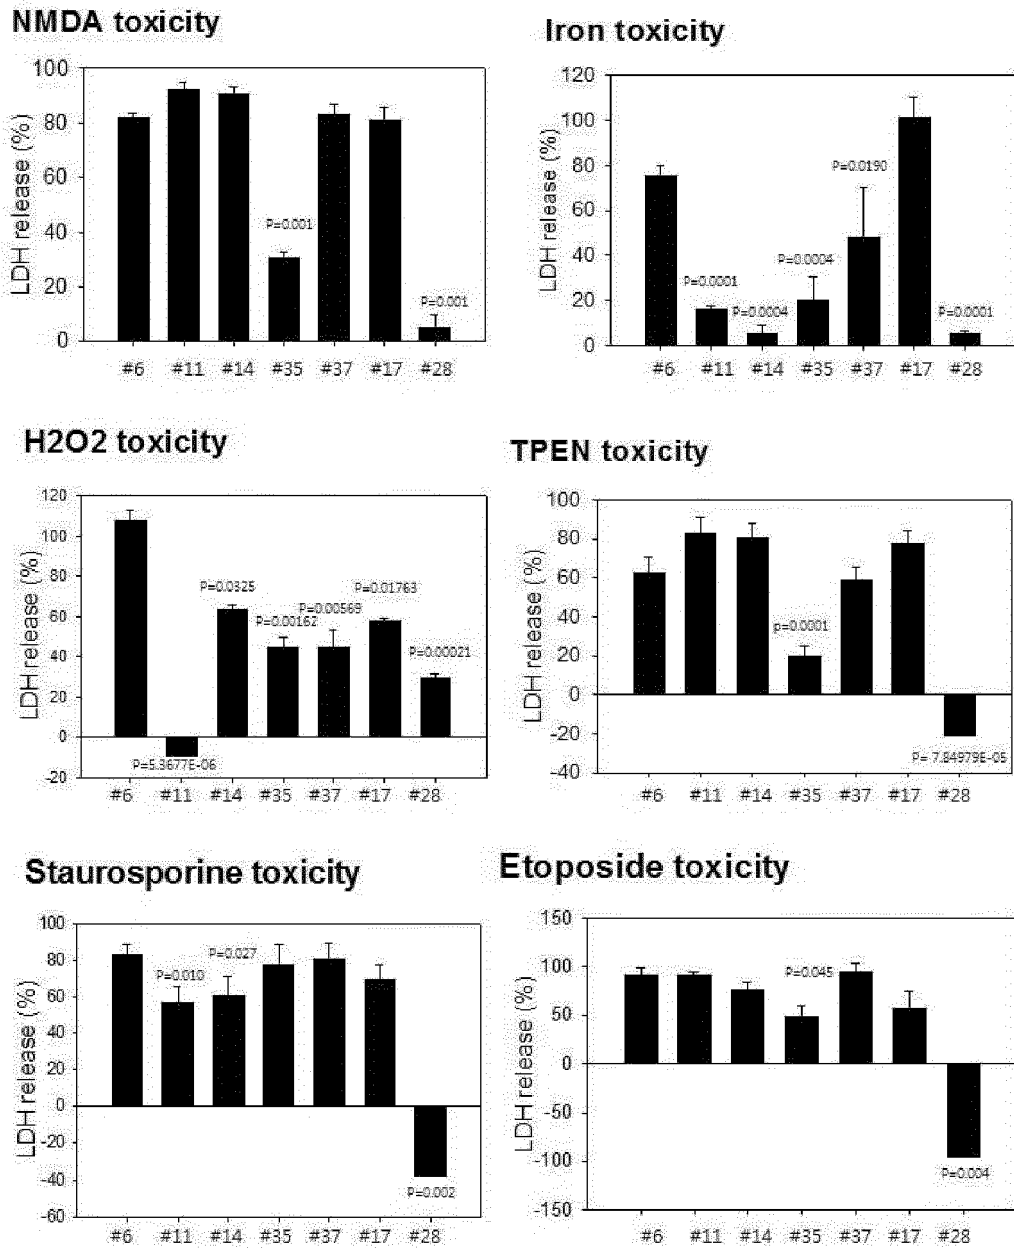 NMDA toxicity
LDH release (%)
100
80
60
40
20
0
P=0.001
P=0.001
#6 #11 #14 #35 #37 #17 #28
Iron toxicity
LDH release (%)
120
100
80
60
40
20
0
P=0.0001
P=0.0004
P=0.0004
P=0.0190
P=0.0001
#6 #11 #14 #35 #37 #17 #28
H2O2 toxicity
LDH release (%)
120
100
80
60
40
20
0
-20
P=5.3677E-06
P=0.0325
P=0.00162
P=0.00569
P=0.01763
P=0.00021
#6 #11 #14 #35 #37 #17 #28
TPEN toxicity
LDH release (%)
100
80
60
40
20
0
-20
-40
p=0.0001
P= 7.84979E-05
#6 #11 #14 #35 #37 #17 #28
Staurosporine toxicity
LDH release (%)
100
80
60
40
20
0
-20
-40
-60
P=0.010
P=0.027
P=0.002
#6 #11 #14 #35 #37 #17 #28
Etoposide toxicity
LDH release (%)
150
100
50
0
-50
-100
-150
P=0.045
P=0.004
#6 #11 #14 #35 #37 #17 #28